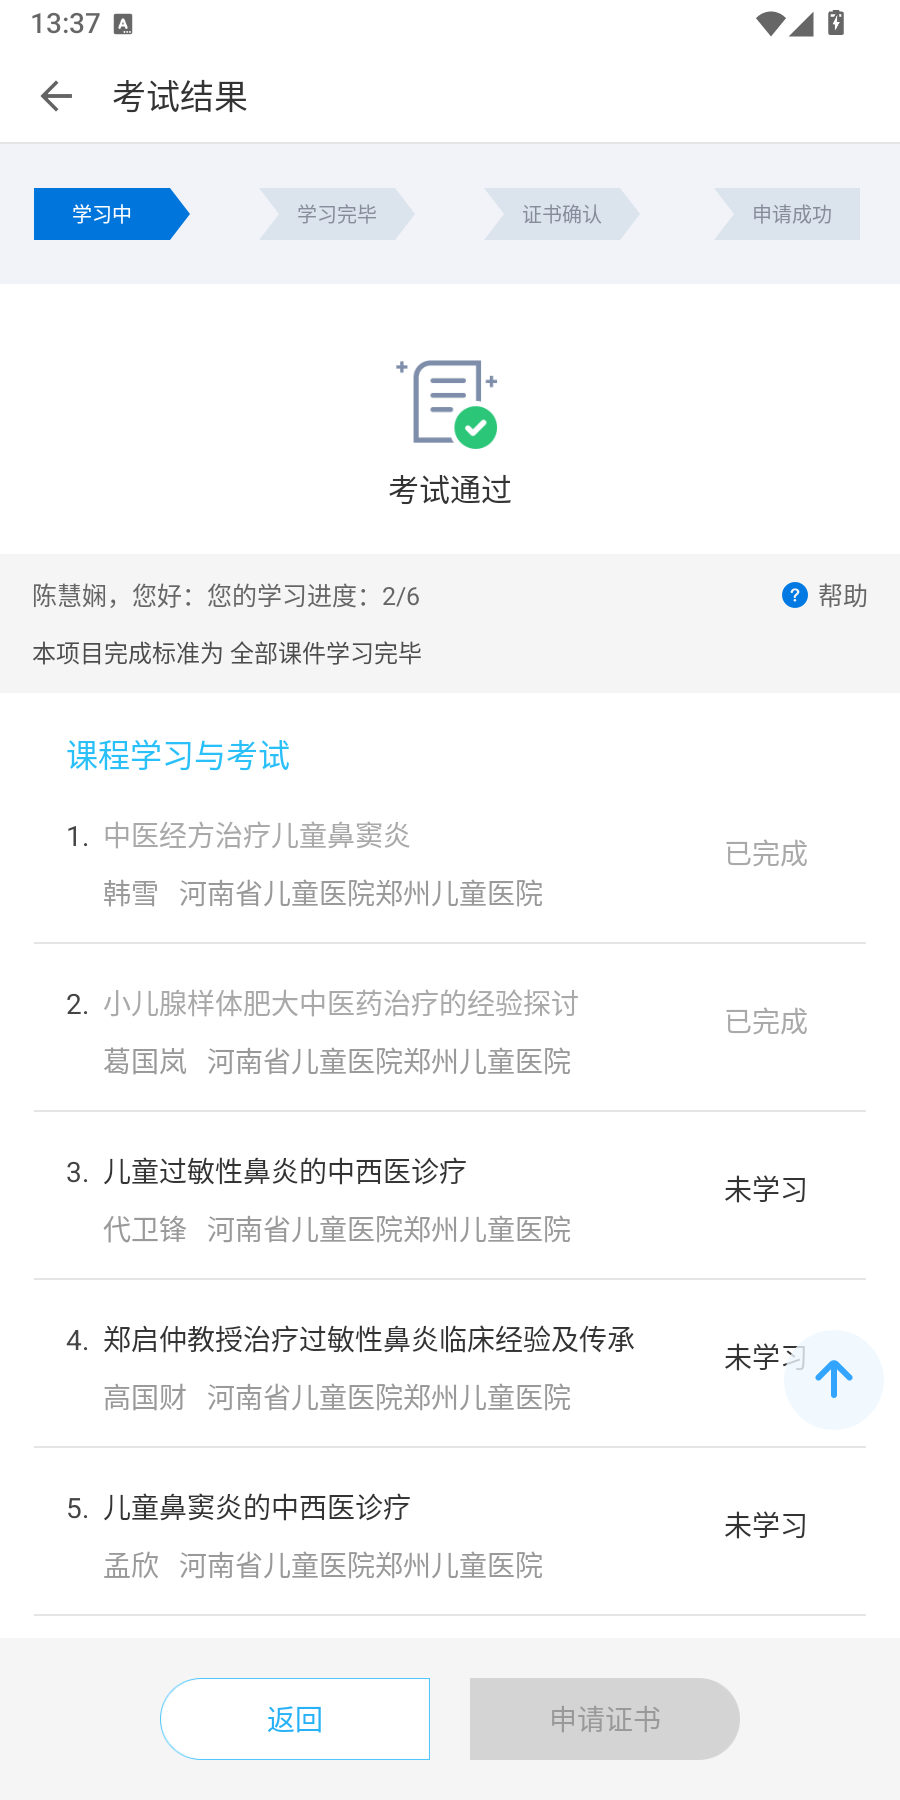 13:37
考试结果
学习中
学习完毕
证书确认
申请成功
考试通过
陈慧娴，您好：您的学习进度：2/6
帮助
本项目完成标准为 全部课件学习完毕
课程学习与考试
1. 中医经方治疗儿童鼻窦炎
已完成
韩雪 河南省儿童医院郑州儿童医院
2. 小儿腺样体肥大中医药治疗的经验探讨
已完成
葛国岚 河南省儿童医院郑州儿童医院
3. 儿童过敏性鼻炎的中西医诊疗
未学习
代卫锋 河南省儿童医院郑州儿童医院
4. 郑启仲教授治疗过敏性鼻炎临床经验及传承
未学习
高国财 河南省儿童医院郑州儿童医院
5. 儿童鼻窦炎的中西医诊疗
未学习
孟欣 河南省儿童医院郑州儿童医院
返回
申请证书